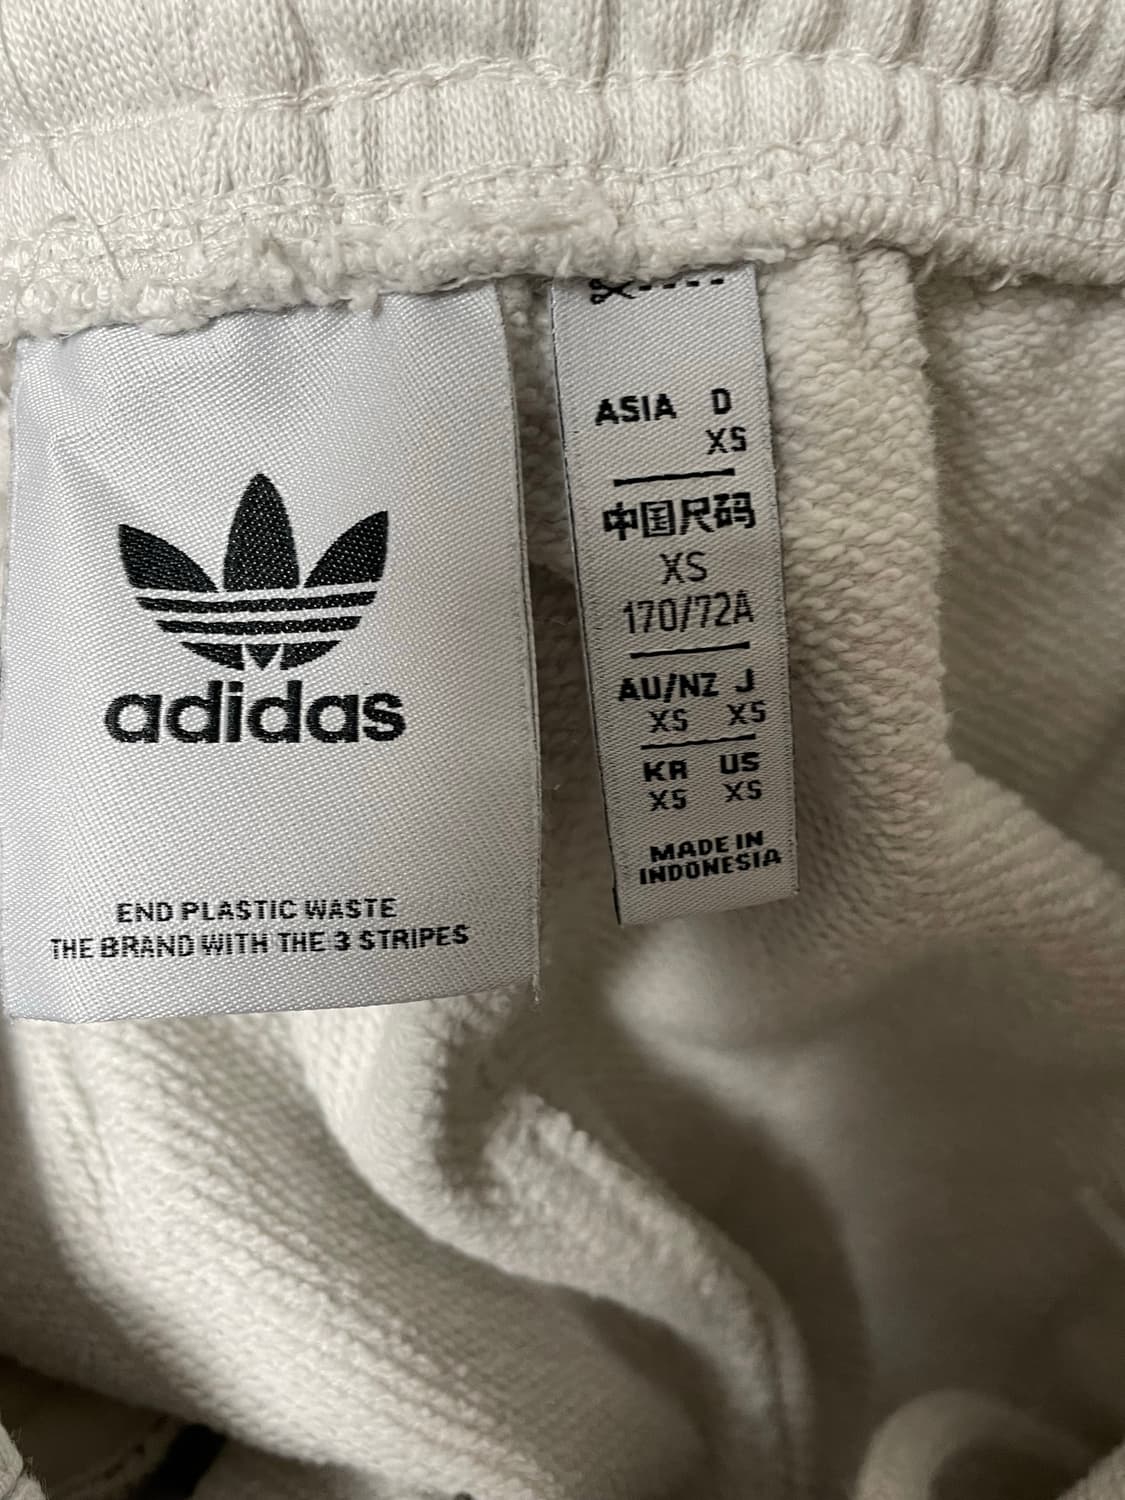 adidas
END PLASTIC WASTE
THE BRAND WITH THE 3 STRIPES
ASIA D
XS
中国尺码
XS
170/72A
AU/NZ J
XS XS
KR US
XS XS
MADE IN
INDONESIA